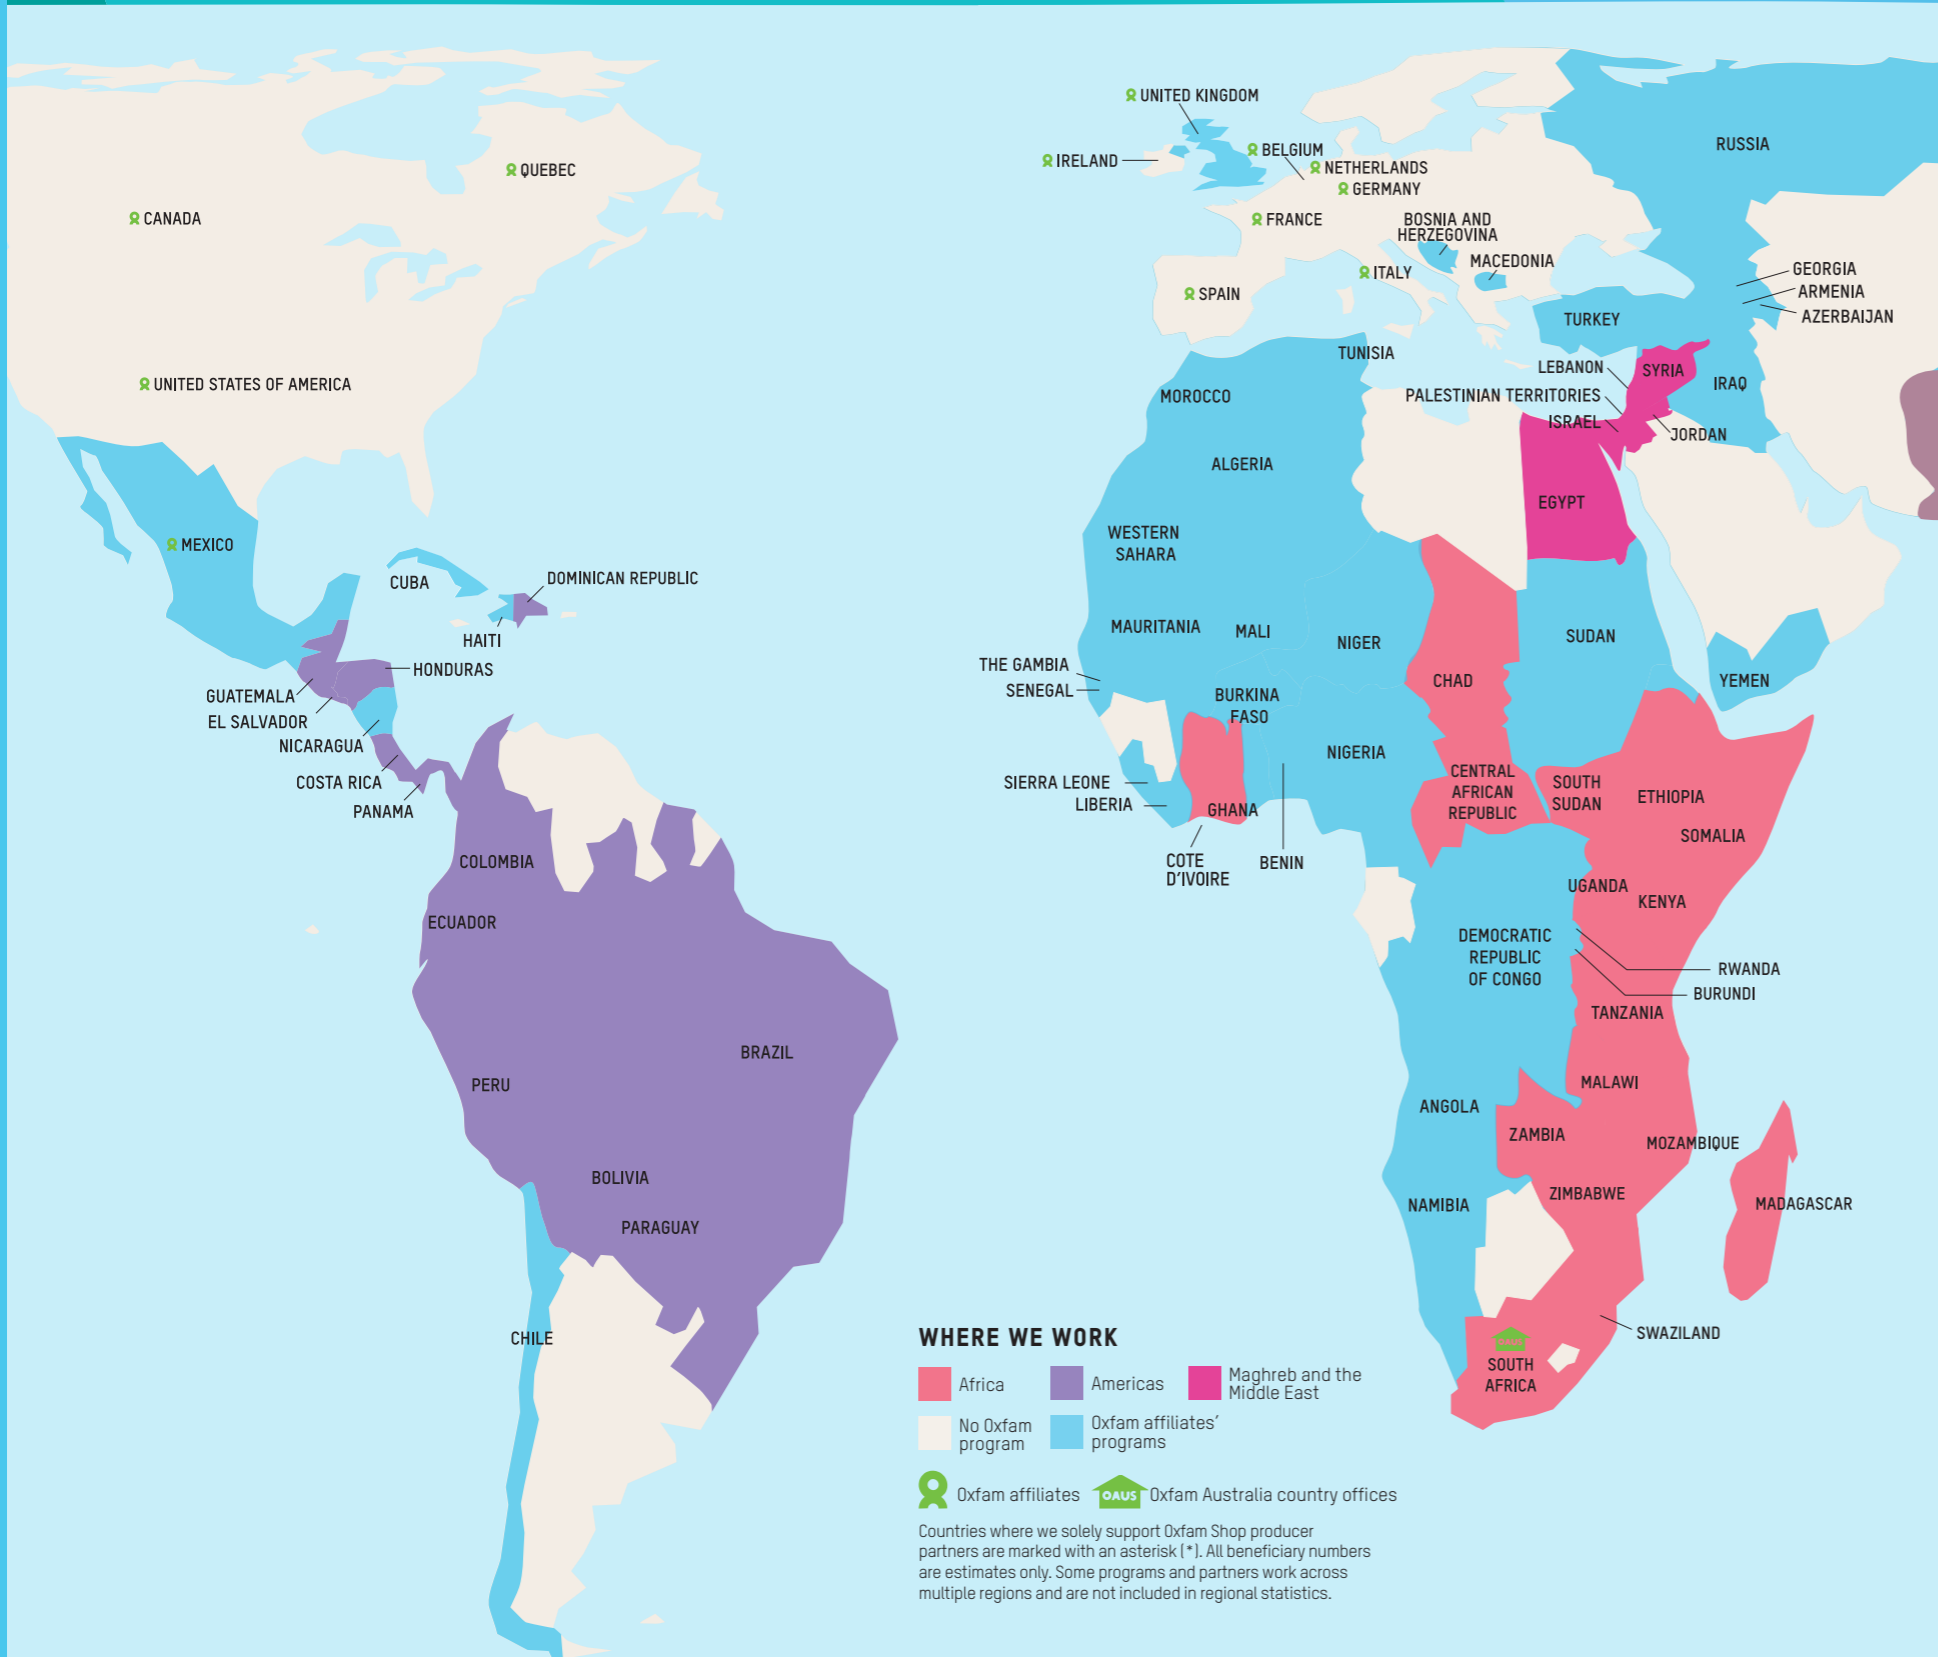 UNITED KINGDOM
IRELAND
BELGIUM
NETHERLANDS
GERMANY
FRANCE
BOSNIA AND
HERZEGOVINA
MACEDONIA
ITALY
SPAIN
RUSSIA
GEORGIA
ARMENIA
AZERBAIJAN
TURKEY
QUEBEC
CANADA
UNITED STATES OF AMERICA
MEXICO
CUBA
DOMINICAN REPUBLIC
HAITI
HONDURAS
GUATEMALA
EL SALVADOR
NICARAGUA
COSTA RICA
PANAMA
COLOMBIA
ECUADOR
BRAZIL
PERU
BOLIVIA
PARAGUAY
CHILE
TUNISIA
LEBANON
SYRIA
IRAQ
PALESTINIAN TERRITORIES
ISRAEL
JORDAN
MOROCCO
ALGERIA
EGYPT
WESTERN
SAHARA
MAURITANIA
MALI
NIGER
SUDAN
THE GAMBIA
SENEGAL
CHAD
YEMEN
BURKINA
FASO
NIGERIA
SIERRA LEONE
LIBERIA
GHANA
CENTRAL
AFRICAN
REPUBLIC
SOUTH
SUDAN
ETHIOPIA
SOMALIA
COTE
D'IVOIRE
BENIN
UGANDA
KENYA
DEMOCRATIC
REPUBLIC
OF CONGO
RWANDA
BURUNDI
TANZANIA
MALAWI
ANGOLA
ZAMBIA
MOZAMBIQUE
ZIMBABWE
NAMIBIA
MADAGASCAR
SWAZILAND
OAUS
SOUTH
AFRICA
WHERE WE WORK
Africa
Americas
Maghreb and the
Middle East
No Oxfam
program
Oxfam affiliates'
programs
Oxfam affiliates
OAUS
Oxfam Australia country offices
Countries where we solely support Oxfam Shop producer
partners are marked with an asterisk (*). All beneficiary numbers
are estimates only. Some programs and partners work across
multiple regions and are not included in regional statistics.